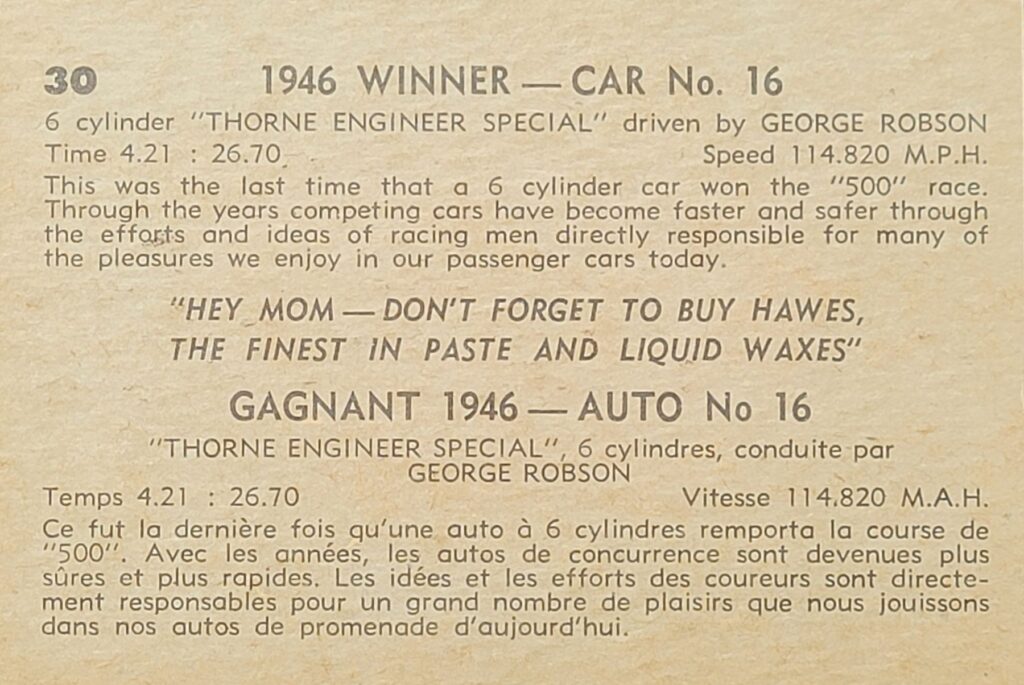 30 1946 WINNER — CAR No. 16
6 cylinder "THORNE ENGINEER SPECIAL" driven by GEORGE ROBSON
Time 4.21 : 26.70 Speed 114.820 M.P.H.
This was the last time that a 6 cylinder car won the "500" race.
Through the years competing cars have become faster and safer through
the efforts and ideas of racing men directly responsible for many of
the pleasures we enjoy in our passenger cars today.
"HEY MOM — DON'T FORGET TO BUY HAWES,
THE FINEST IN PASTE AND LIQUID WAXES"
GAGNANT 1946 — AUTO No 16
"THORNE ENGINEER SPECIAL", 6 cylindres, conduite par
GEORGE ROBSON
Temps 4.21 : 26.70 Vitesse 114.820 M.A.H.
Ce fut la dernière fois qu'une auto à 6 cylindres remporta la course de
"500". Avec les années, les autos de concurrence sont devenues plus
sûres et plus rapides. Les idées et les efforts des coureurs sont directe-
ment responsables pour un grand nombre de plaisirs que nous jouissons
dans nos autos de promenade d'aujourd'hui.